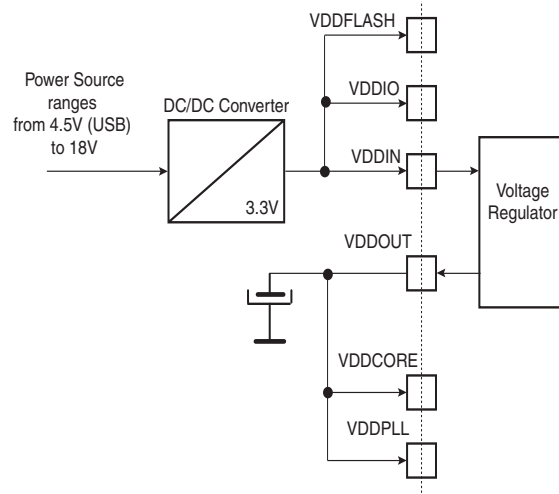 VDDFLASH
Power Source
ranges
from 4.5V (USB)
to 18V
DC/DC Converter
VDDIO
VDDIN
3.3V
Voltage
Regulator
VDDOUT
VDDCORE
VDDPLL